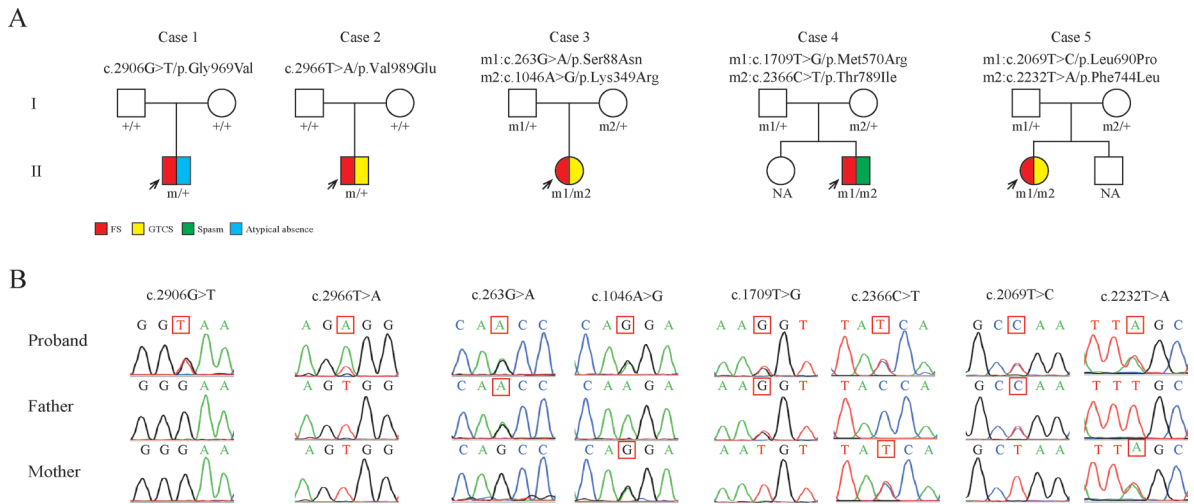 A
Case 1 Case 2 Case 3 Case 4 Case 5
c.2906G>T/p.Gly969Val c.2966T>A/p.Val989Glu m1:c.263G>A/p.Ser88Asn m1:c.1709T>G/p.Met570Arg m1:c.2069T>C/p.Leu690Pro
m2:c.1046A>G/p.Lys349Arg m2:c.2366C>T/p.Thr789Ile m2:c.2232T>A/p.Phe744Leu
I
+/+ +/+ +/+ +/+ m1/+ m2/+ m1/+ m2/+ m1/+ m2/+
II
m/+ m/+ m1/m2 NA m1/m2 m1/m2 NA
FS GTCS Spasm Atypical absence
B
c.2906G>T c.2966T>A c.263G>A c.1046A>G c.1709T>G c.2366C>T c.2069T>C c.2232T>A
Proband
G G T A A A G A G G C A A C C C A G G A A A G G T T A T C A G C C A A T T A G C
Father
G G G A A A G T G G C A A C C C A A G A A A G G T T A C C A G C C A A T T T G C
Mother
G G G A A A G T G G C A G C C C A G G A A A T G T T A T C A G C T A A T T A G C